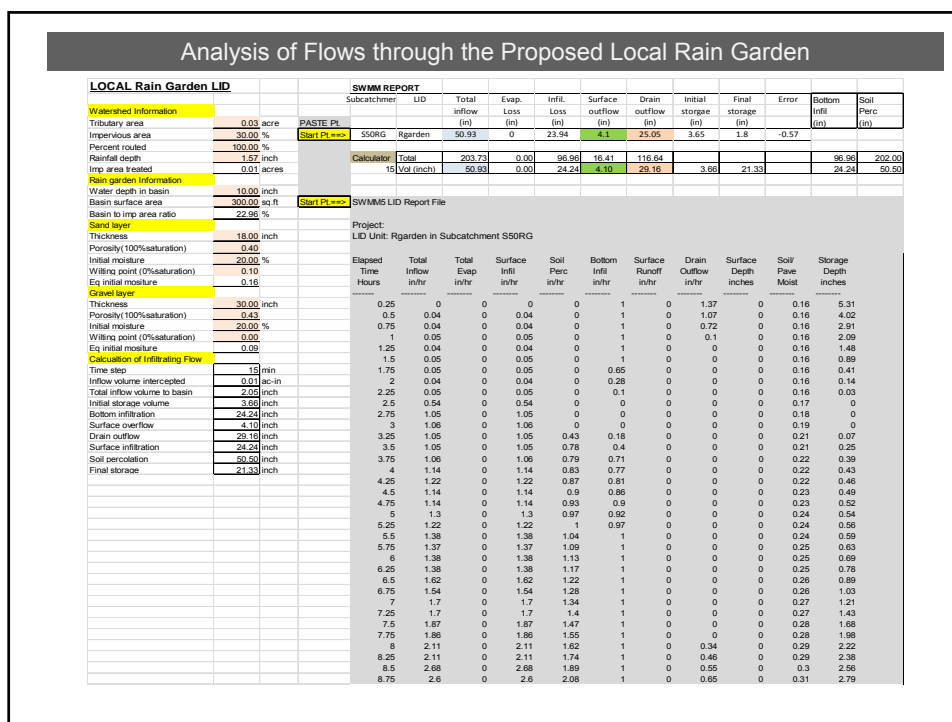 Analysis of Flows through the Proposed Local Rain Garden
LOCAL Rain Garden LID
SWMM REPORT
Subcatchmer LID Total Evap. Infil. Surface Drain Initial Final Error Bottom Soil
Watershed Information inflow Loss Loss outflow outflow storgae storage Infil Perc
Tributary area 0.03 acre PASTE Pt. (in) (in) (in) (in) (in) (in) (in) (in) (in)
Impervious area 30.00 % Start Pt.==> S50RG Rgarden 50.93 0 23.94 4.1 25.05 3.65 1.8 -0.57
Percent routed 100.00 %
Rainfall depth 1.57 inch Calculator Total 203.73 0.00 96.96 16.41 116.64 96.96 202.00
Imp area treated 0.01 acres 15 Vol (inch) 50.93 0.00 24.24 4.10 29.16 3.66 21.33 24.24 50.50
Rain garden Information
Water depth in basin 10.00 inch
Basin surface area 300.00 sq.ft Start Pt.==> SWMM5 LID Report File
Basin to imp area ratio 22.96 %
Sand layer Project:
Thickness 18.00 inch LID Unit: Rgarden in Subcatchment S50RG
Porosity(100%saturation) 0.40
Initial moisture 20.00 % Elapsed Total Total Surface Soil Bottom Surface Drain Surface Soil/ Storage
Wilting point (0%saturation) 0.10 Time Inflow Evap Infil Perc Infil Runoff Outflow Depth Pave Depth
Eq initial mositure 0.16 Hours in/hr in/hr in/hr in/hr in/hr in/hr in/hr inches Moist inches
Gravel layer -------- -------- -------- -------- -------- -------- -------- -------- -------- -------- --------
Thickness 30.00 inch 0.25 0 0 0 0 1 0 1.37 0 0.16 5.31
Porosity(100%saturation) 0.43 0.5 0.04 0 0.04 0 1 0 1.07 0 0.16 4.02
Initial moisture 20.00 % 0.75 0.04 0 0.04 0 1 0 0.72 0 0.16 2.91
Wilting point (0%saturation) 0.00 1 0.05 0 0.05 0 1 0 0.1 0 0.16 2.09
Eq initial mositure 0.09 1.25 0.04 0 0.04 0 1 0 0 0 0.16 1.48
Calcualtion of Infiltrating Flow 1.5 0.05 0 0.05 0 1 0 0 0 0.16 0.89
Time step 15 min 1.75 0.05 0 0.05 0 0.65 0 0 0 0.16 0.41
Inflow volume intercepted 0.01 ac-in 2 0.04 0 0.04 0 0.28 0 0 0 0.16 0.14
Total inflow volume to basin 2.05 inch 2.25 0.05 0 0.05 0 0.1 0 0 0 0.16 0.03
Initial storage volume 3.66 inch 2.5 0.54 0 0.54 0 0 0 0 0 0.17 0
Bottom infiltration 24.24 inch 2.75 1.05 0 1.05 0 0 0 0 0 0.18 0
Surface overflow 4.10 inch 3 1.06 0 1.06 0 0 0 0 0 0.19 0
Drain outflow 29.16 inch 3.25 1.05 0 1.05 0.43 0.18 0 0 0 0.21 0.07
Surface infiltration 24.24 inch 3.5 1.05 0 1.05 0.78 0.4 0 0 0 0.21 0.25
Soil percolation 50.50 inch 3.75 1.06 0 1.06 0.79 0.71 0 0 0 0.22 0.39
Final storage 21.33 inch 4 1.14 0 1.14 0.83 0.77 0 0 0 0.22 0.43
4.25 1.22 0 1.22 0.87 0.81 0 0 0 0.22 0.46
4.5 1.14 0 1.14 0.9 0.86 0 0 0 0.23 0.49
4.75 1.14 0 1.14 0.93 0.9 0 0 0 0.23 0.52
5 1.3 0 1.3 0.97 0.92 0 0 0 0.24 0.54
5.25 1.22 0 1.22 1 0.97 0 0 0 0.24 0.56
5.5 1.38 0 1.38 1.04 1 0 0 0 0.24 0.59
5.75 1.37 0 1.37 1.09 1 0 0 0 0.25 0.63
6 1.38 0 1.38 1.13 1 0 0 0 0.25 0.69
6.25 1.38 0 1.38 1.17 1 0 0 0 0.25 0.78
6.5 1.62 0 1.62 1.22 1 0 0 0 0.26 0.89
6.75 1.54 0 1.54 1.28 1 0 0 0 0.26 1.03
7 1.7 0 1.7 1.34 1 0 0 0 0.27 1.21
7.25 1.7 0 1.7 1.4 1 0 0 0 0.27 1.43
7.5 1.87 0 1.87 1.47 1 0 0 0 0.28 1.68
7.75 1.86 0 1.86 1.55 1 0 0 0 0.28 1.98
8 2.11 0 2.11 1.62 1 0 0.34 0 0.29 2.22
8.25 2.11 0 2.11 1.74 1 0 0.46 0 0.29 2.38
8.5 2.68 0 2.68 1.89 1 0 0.55 0 0.3 2.56
8.75 2.6 0 2.6 2.08 1 0 0.65 0 0.31 2.79